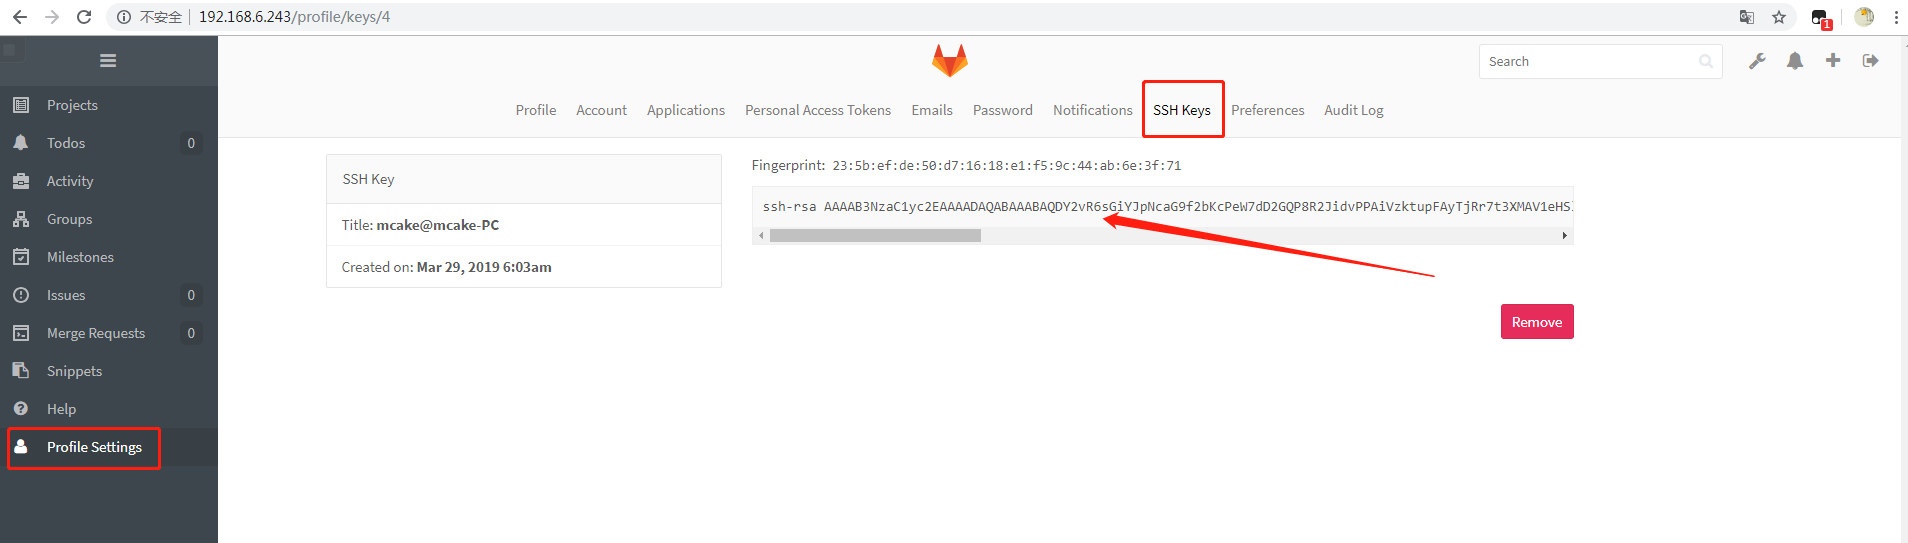 不安全 | 192.168.6.243/profile/keys/4
1
Search
Projects
Todos 0
Activity
Groups
Milestones
Issues 0
Merge Requests 0
Snippets
Help
Profile Settings
Profile Account Applications Personal Access Tokens Emails Password Notifications SSH Keys Preferences Audit Log
SSH Key
Title: mcake@mcake-PC
Created on: Mar 29, 2019 6:03am
Fingerprint: 23:5b:ef:de:50:d7:16:18:e1:f5:9c:44:ab:6e:3f:71
ssh-rsa AAAAB3NzaC1yc2EAAAADAQABAAABAQDY2vR6sGiYJpNcaG9f2bKcPeW7dD2GQP8R2JidvPPAiVzktupFAyTjRr7t3XMAV1eHS
Remove